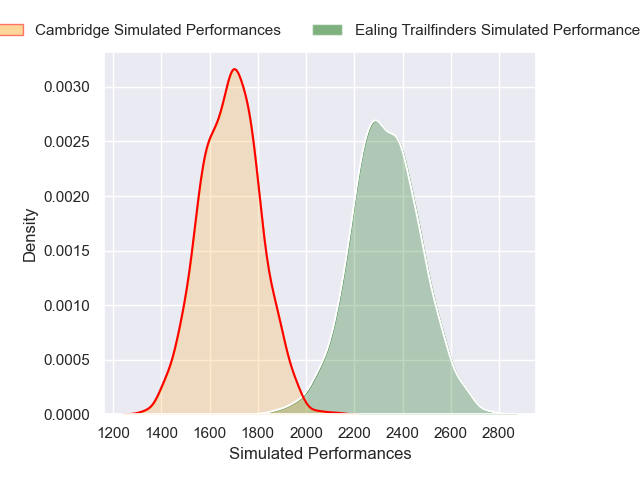 Cambridge Simulated Performances Ealing Trailfinders Simulated Performance
0.0030
0.0025
0.0020
0.0015
0.0010
0.0005
0.0000
Density
1200 1400 1600 1800 2000 2200 2400 2600 2800
Simulated Performances